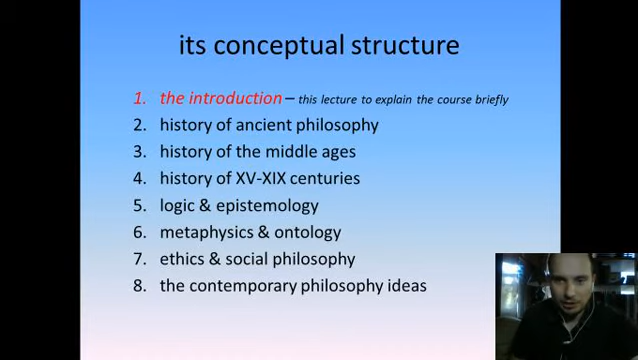 its conceptual structure
1. the introduction – this lecture to explain the course briefly
2. history of ancient philosophy
3. history of the middle ages
4. history of XV-XIX centuries
5. logic & epistemology
6. metaphysics & ontology
7. ethics & social philosophy
8. the contemporary philosophy ideas